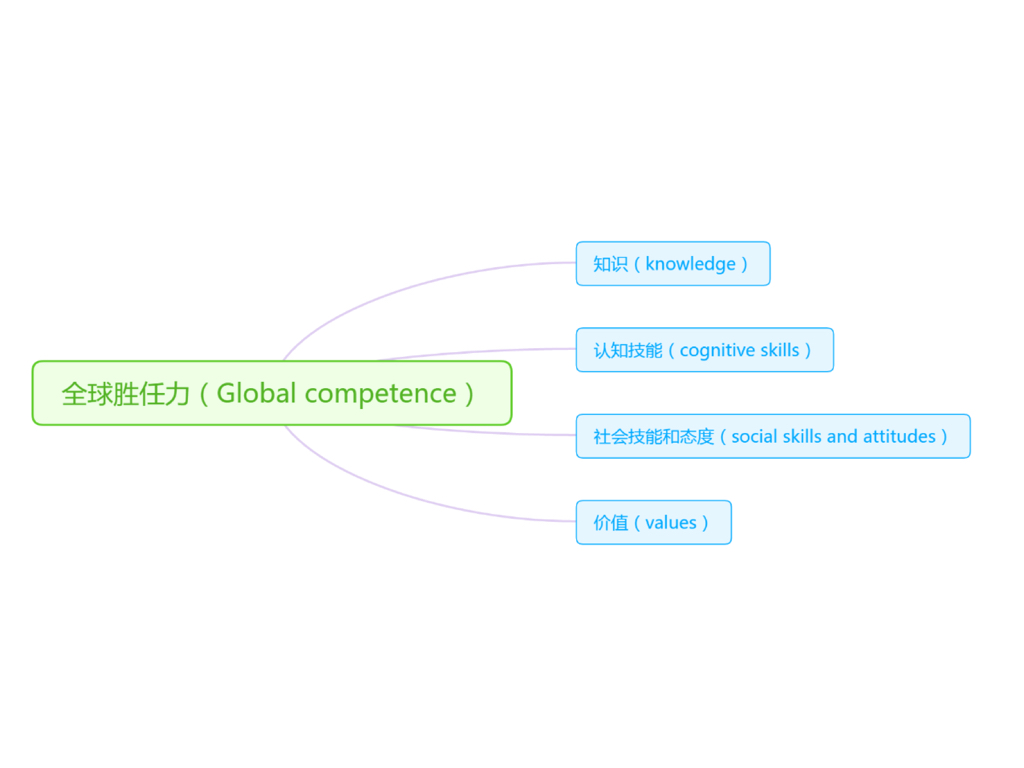 全球胜任力（Global competence）
知识（knowledge）
认知技能（cognitive skills）
社会技能和态度（social skills and attitudes）
价值（values）